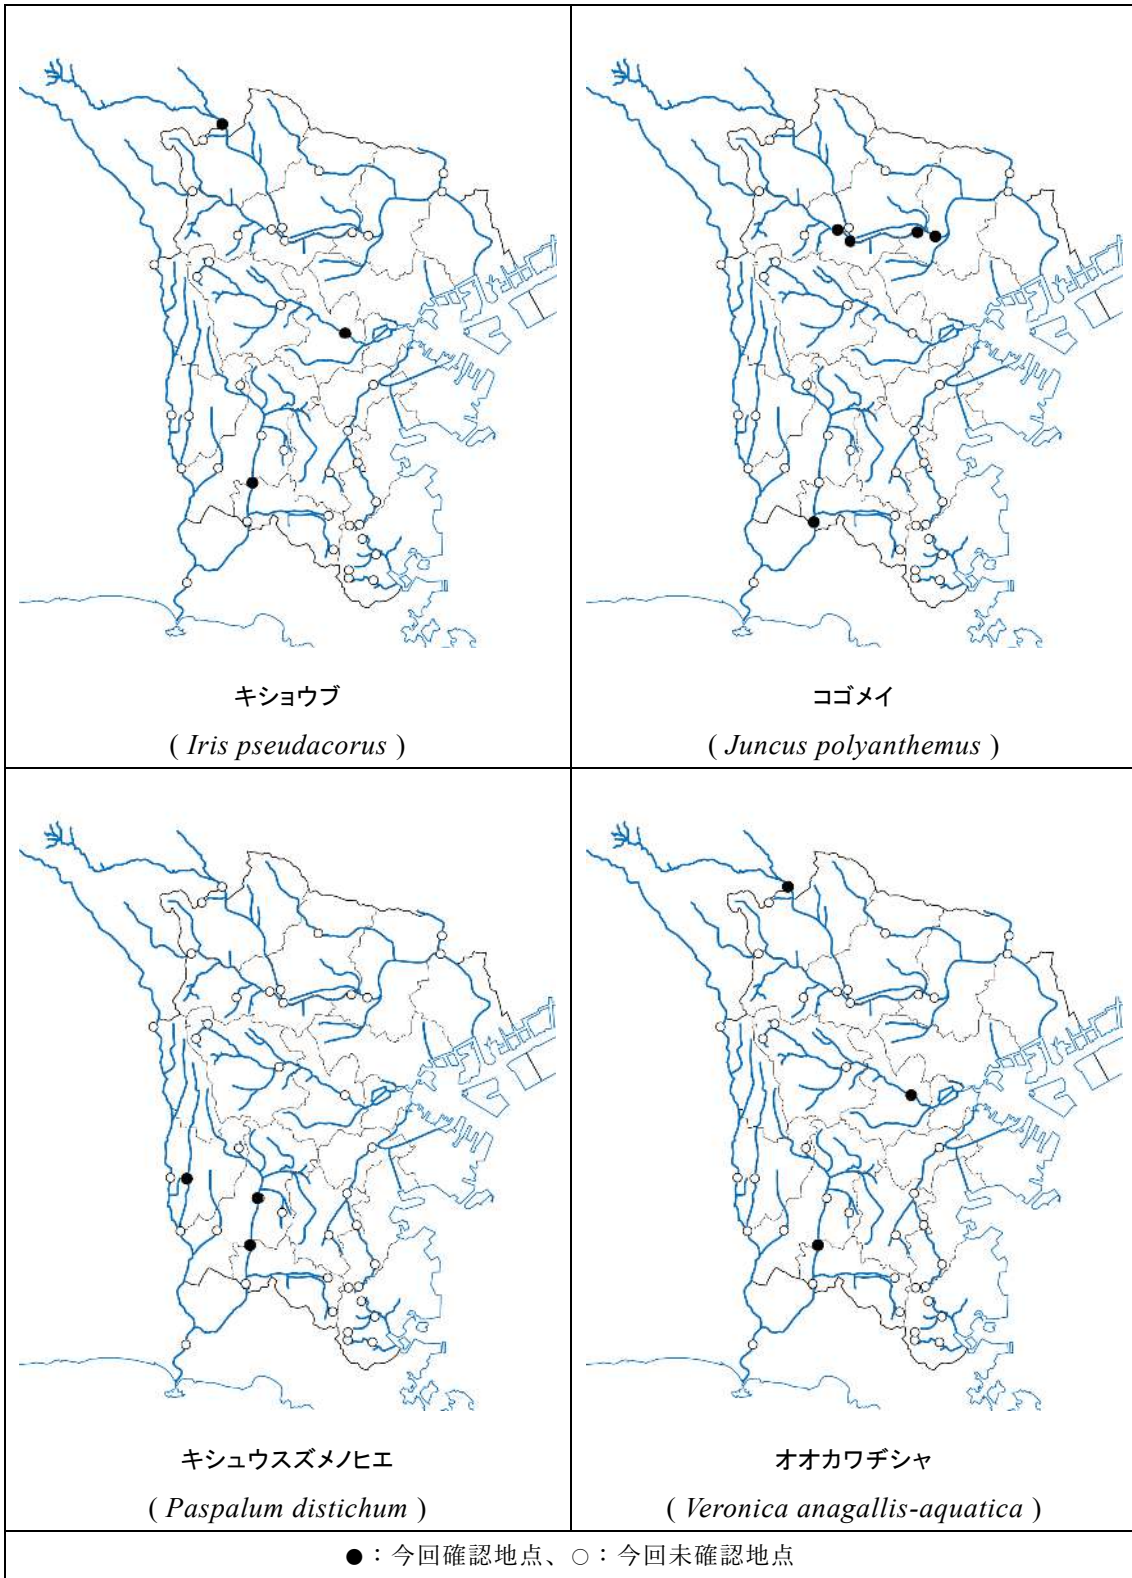 キショウブ
( Iris pseudacorus )
コゴメイ
( Juncus polyanthemus )
キシュウスズメノヒエ
( Paspalum distichum )
オオカワヂシャ
( Veronica anagallis-aquatica )
●：今回確認地点、○：今回未確認地点